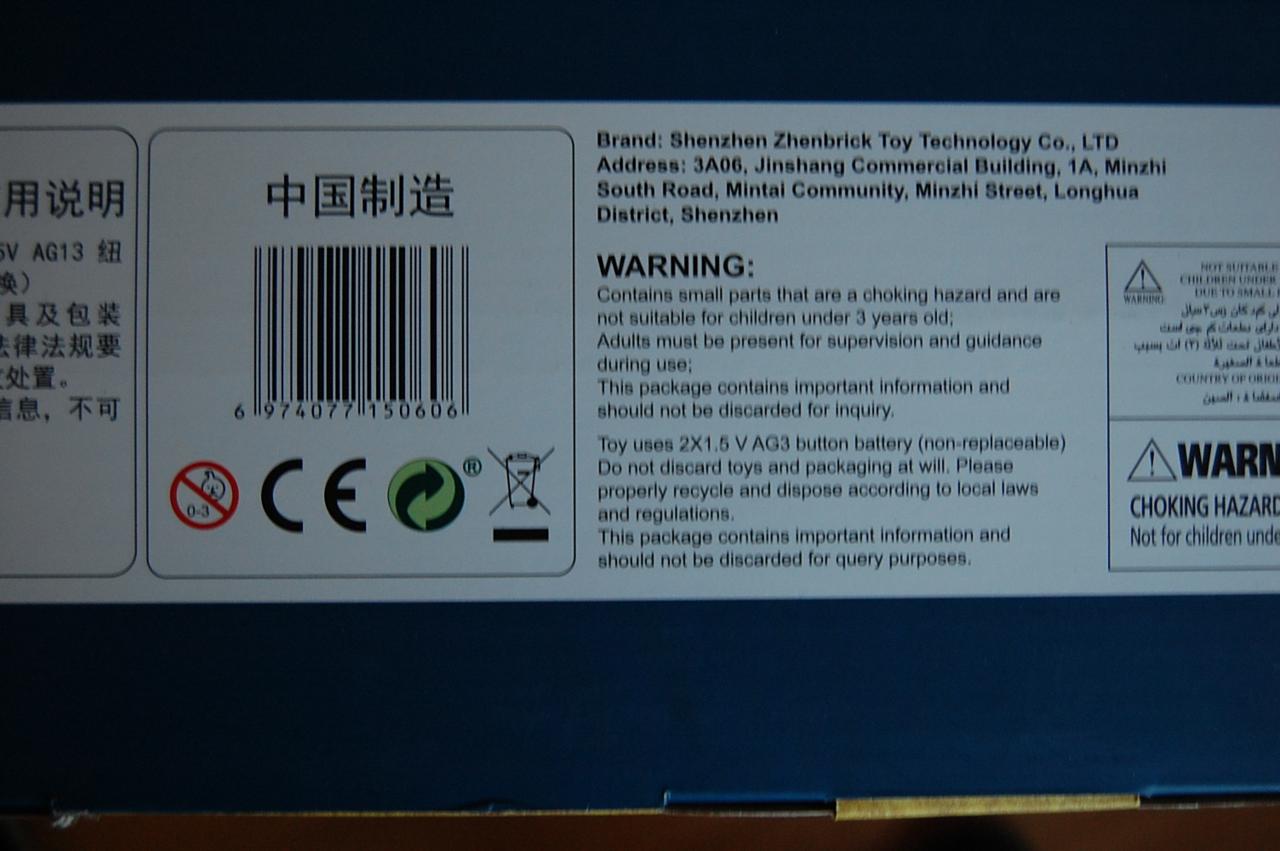 用说明
5V AG13 纽
换）
具及包装
法律法规要
处置。
信息，不可
中国制造
6 974077 150606
0-3
CE
®
Brand: Shenzhen Zhenbrick Toy Technology Co., LTD
Address: 3A06, Jinshang Commercial Building, 1A, Minzhi
South Road, Mintai Community, Minzhi Street, Longhua
District, Shenzhen
WARNING:
Contains small parts that are a choking hazard and are
not suitable for children under 3 years old;
Adults must be present for supervision and guidance
during use;
This package contains important information and
should not be discarded for inquiry.
Toy uses 2X1.5 V AG3 button battery (non-replaceable)
Do not discard toys and packaging at will. Please
properly recycle and dispose according to local laws
and regulations.
This package contains important information and
should not be discarded for query purposes.
WARNING
NOT SUITABLE
CHILDREN UNDER
DUE TO SMALL
COUNTRY OF ORIG
WARN
CHOKING HAZARD
Not for children unde